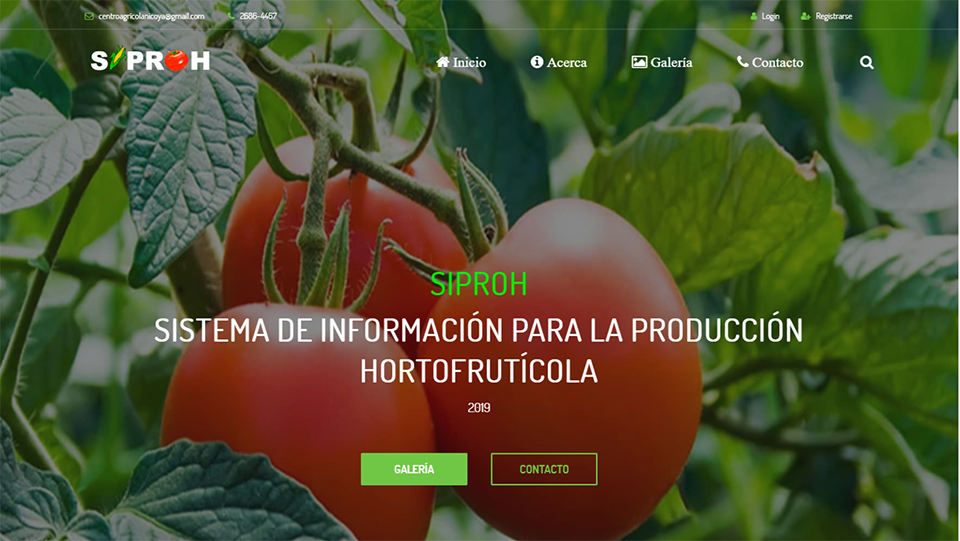 centroagricolanicoya@gmail.com
2686-4467
Login
Registrarse
SIPROH
Inicio
Acerca
Galería
Contacto
SIPROH
SISTEMA DE INFORMACIÓN PARA LA PRODUCCIÓN
HORTOFRUTÍCOLA
2019
GALERÍA
CONTACTO